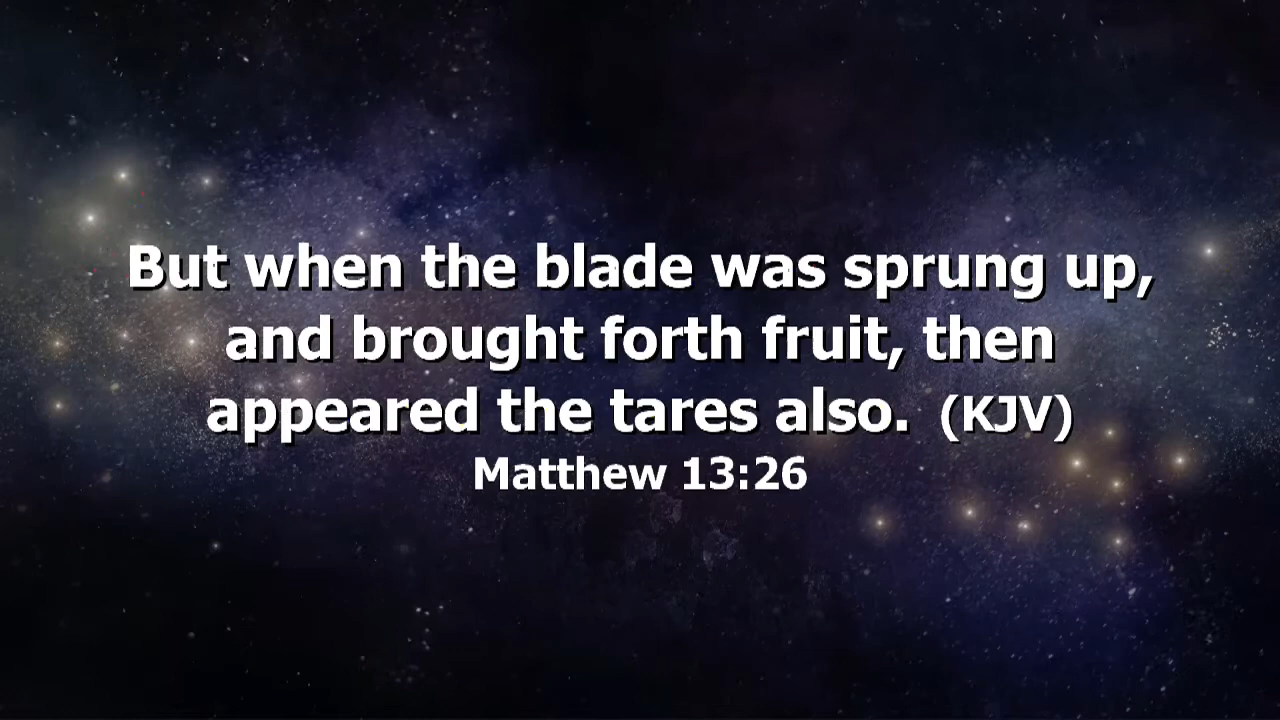 But when the blade was sprung up,
and brought forth fruit, then
appeared the tares also. (KJV)
Matthew 13:26